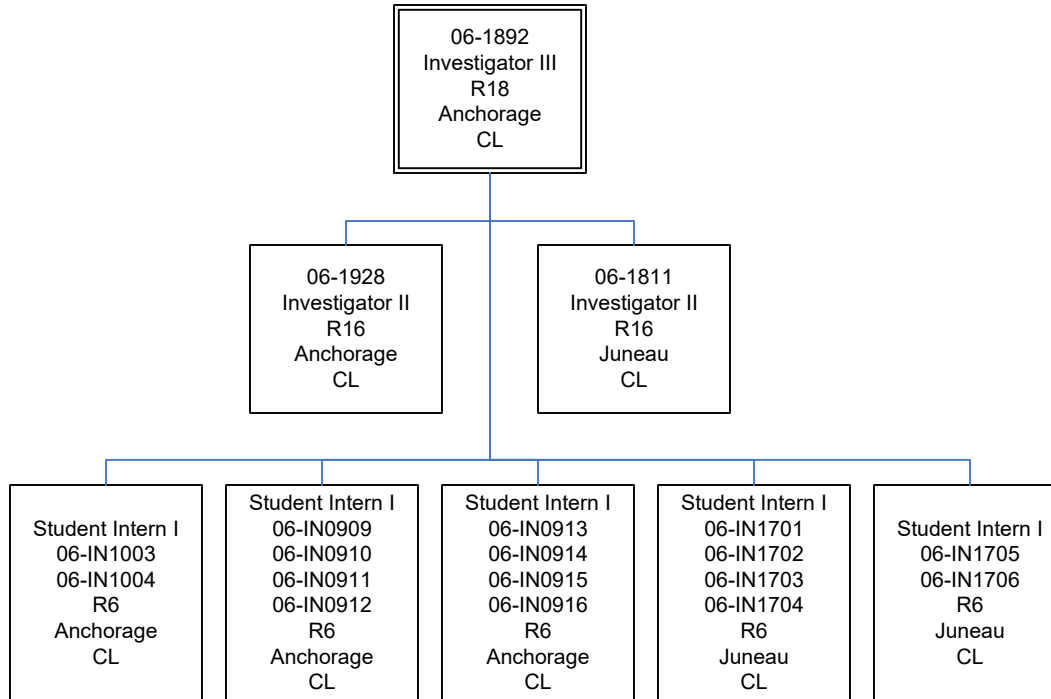 06-1892
Investigator III
R18
Anchorage
CL
06-1928
Investigator II
R16
Anchorage
CL
06-1811
Investigator II
R16
Juneau
CL
Student Intern I
06-IN1003
06-IN1004
R6
Anchorage
CL
Student Intern I
06-IN0909
06-IN0910
06-IN0911
06-IN0912
R6
Anchorage
CL
Student Intern I
06-IN0913
06-IN0914
06-IN0915
06-IN0916
R6
Anchorage
CL
Student Intern I
06-IN1701
06-IN1702
06-IN1703
06-IN1704
R6
Juneau
CL
Student Intern I
06-IN1705
06-IN1706
R6
Juneau
CL